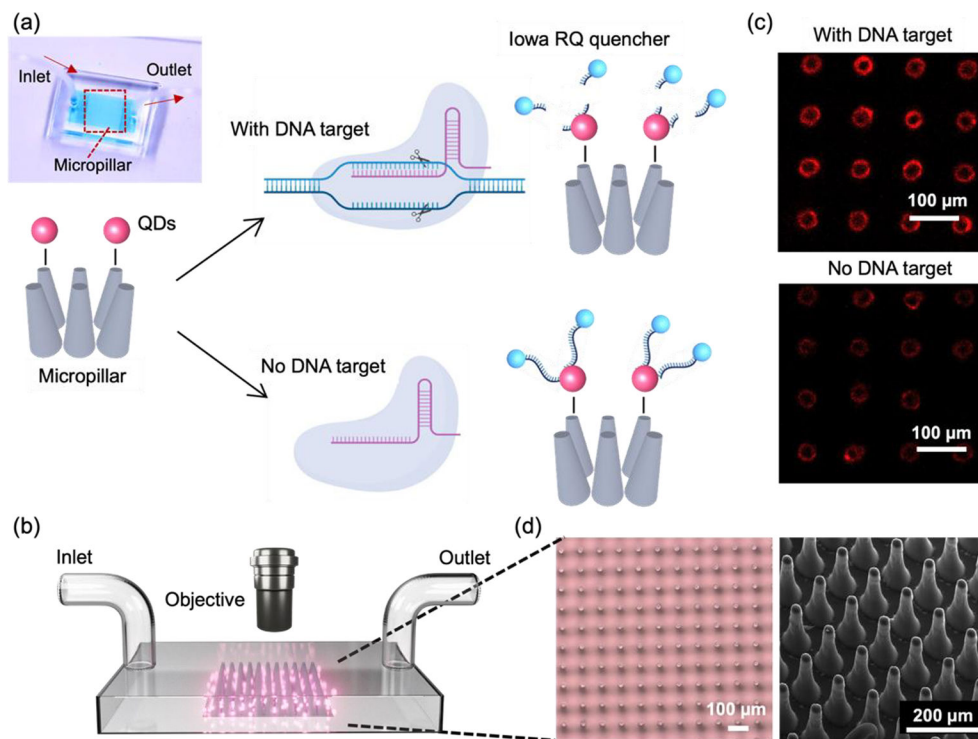 (a)
Inlet
Outlet
Micropillar
QDs
Micropillar
With DNA target
No DNA target
Iowa RQ quencher
(c)
With DNA target
100 µm
No DNA target
100 µm
(b)
Inlet
Objective
Outlet
(d)
100 µm
200 µm